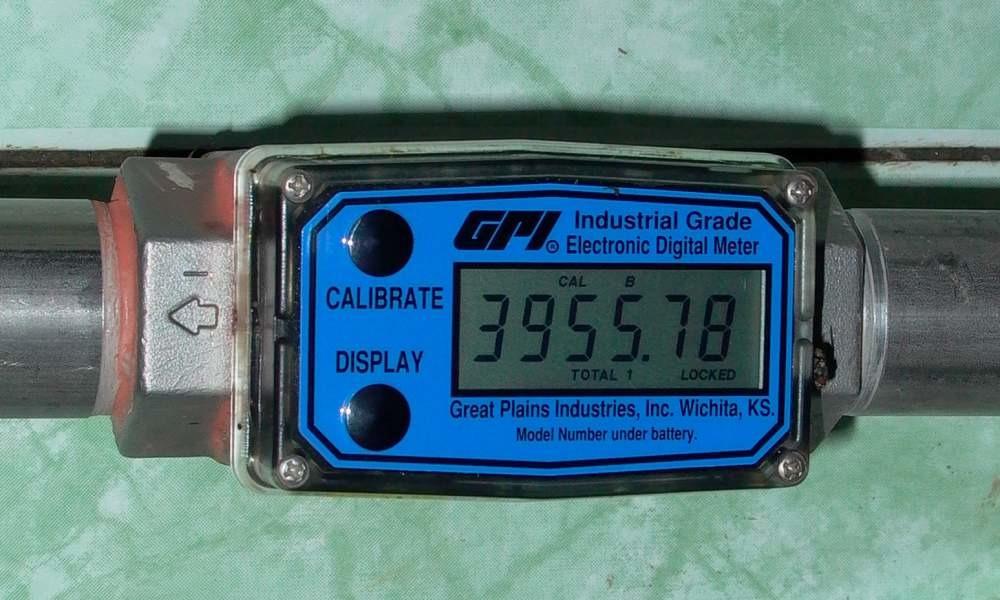 GPI® Industrial Grade
Electronic Digital Meter
CALIBRATE
CAL B
3955.78
TOTAL 1 LOCKED
DISPLAY
Great Plains Industries, Inc. Wichita, KS.
Model Number under battery.